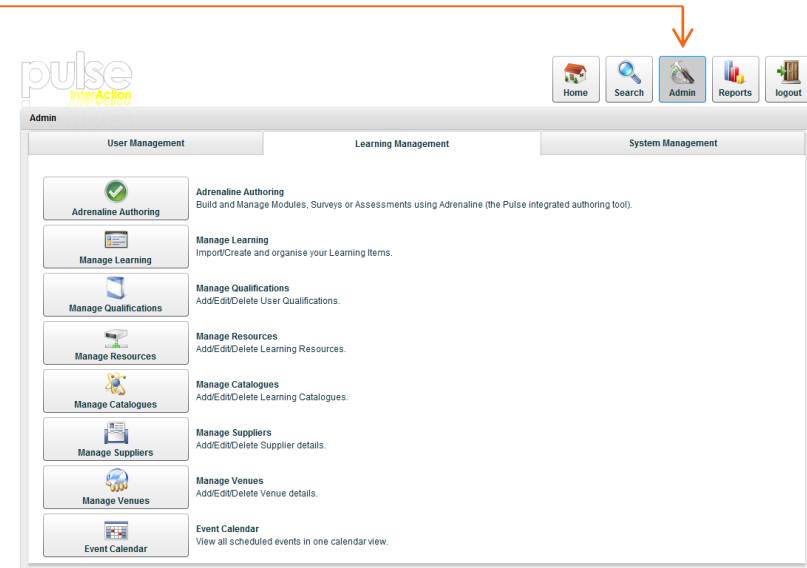 pulse
InterAction
Home Search Admin Reports logout
Admin
User Management Learning Management System Management
Adrenaline Authoring
Adrenaline Authoring
Build and Manage Modules, Surveys or Assessments using Adrenaline (the Pulse integrated authoring tool).
Manage Learning
Manage Learning
Import/Create and organise your Learning Items.
Manage Qualifications
Manage Qualifications
Add/Edit/Delete User Qualifications.
Manage Resources
Manage Resources
Add/Edit/Delete Learning Resources.
Manage Catalogues
Manage Catalogues
Add/Edit/Delete Learning Catalogues.
Manage Suppliers
Manage Suppliers
Add/Edit/Delete Supplier details.
Manage Venues
Manage Venues
Add/Edit/Delete Venue details.
Event Calendar
Event Calendar
View all scheduled events in one calendar view.